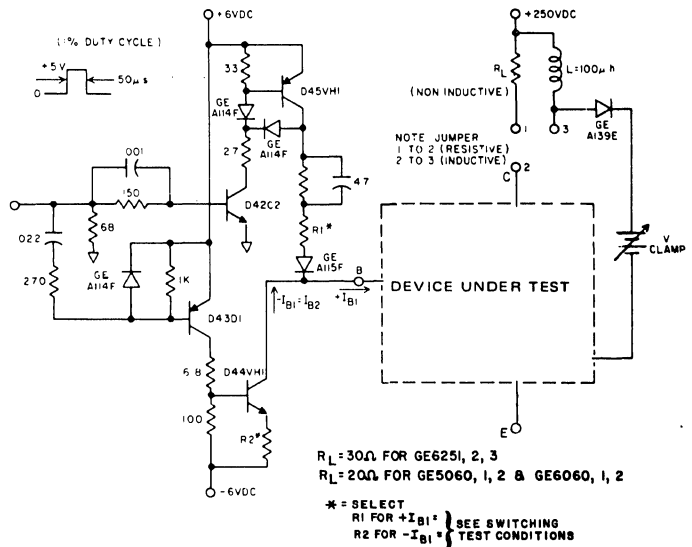 +6VDC
+250VDC
(1% DUTY CYCLE)
+5V
50μs
0
33
D45VH1
GE
A114F
GE
A114F
RL
L=100μh
(NON INDUCTIVE)
GE
A139E
1
3
NOTE JUMPER
1 TO 2 (RESISTIVE)
2 TO 3 (INDUCTIVE)
C
2
.001
27
47
150
D42C2
R1*
68
.022
V
CLAMP
GE
A115F
GE
A114F
270
1K
B
-IB1=IB2
+IB1
DEVICE UNDER TEST
D43D1
6.8
D44VH1
100
R2*
E
-6VDC
RL=30Ω FOR GE6251, 2, 3
RL=20Ω FOR GE5060, 1, 2 & GE6060, 1, 2
* = SELECT
R1 FOR +IB1=
R2 FOR -IB1=
SEE SWITCHING
TEST CONDITIONS